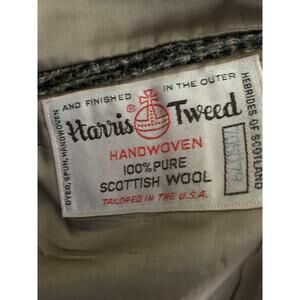 DYED, SPUN, HANDWOVEN AND FINISHED IN THE OUTER HEBRIDES OF SCOTLAND
Harris Tweed
®
HANDWOVEN
100% PURE
SCOTTISH WOOL
TAILORED IN THE U.S.A.